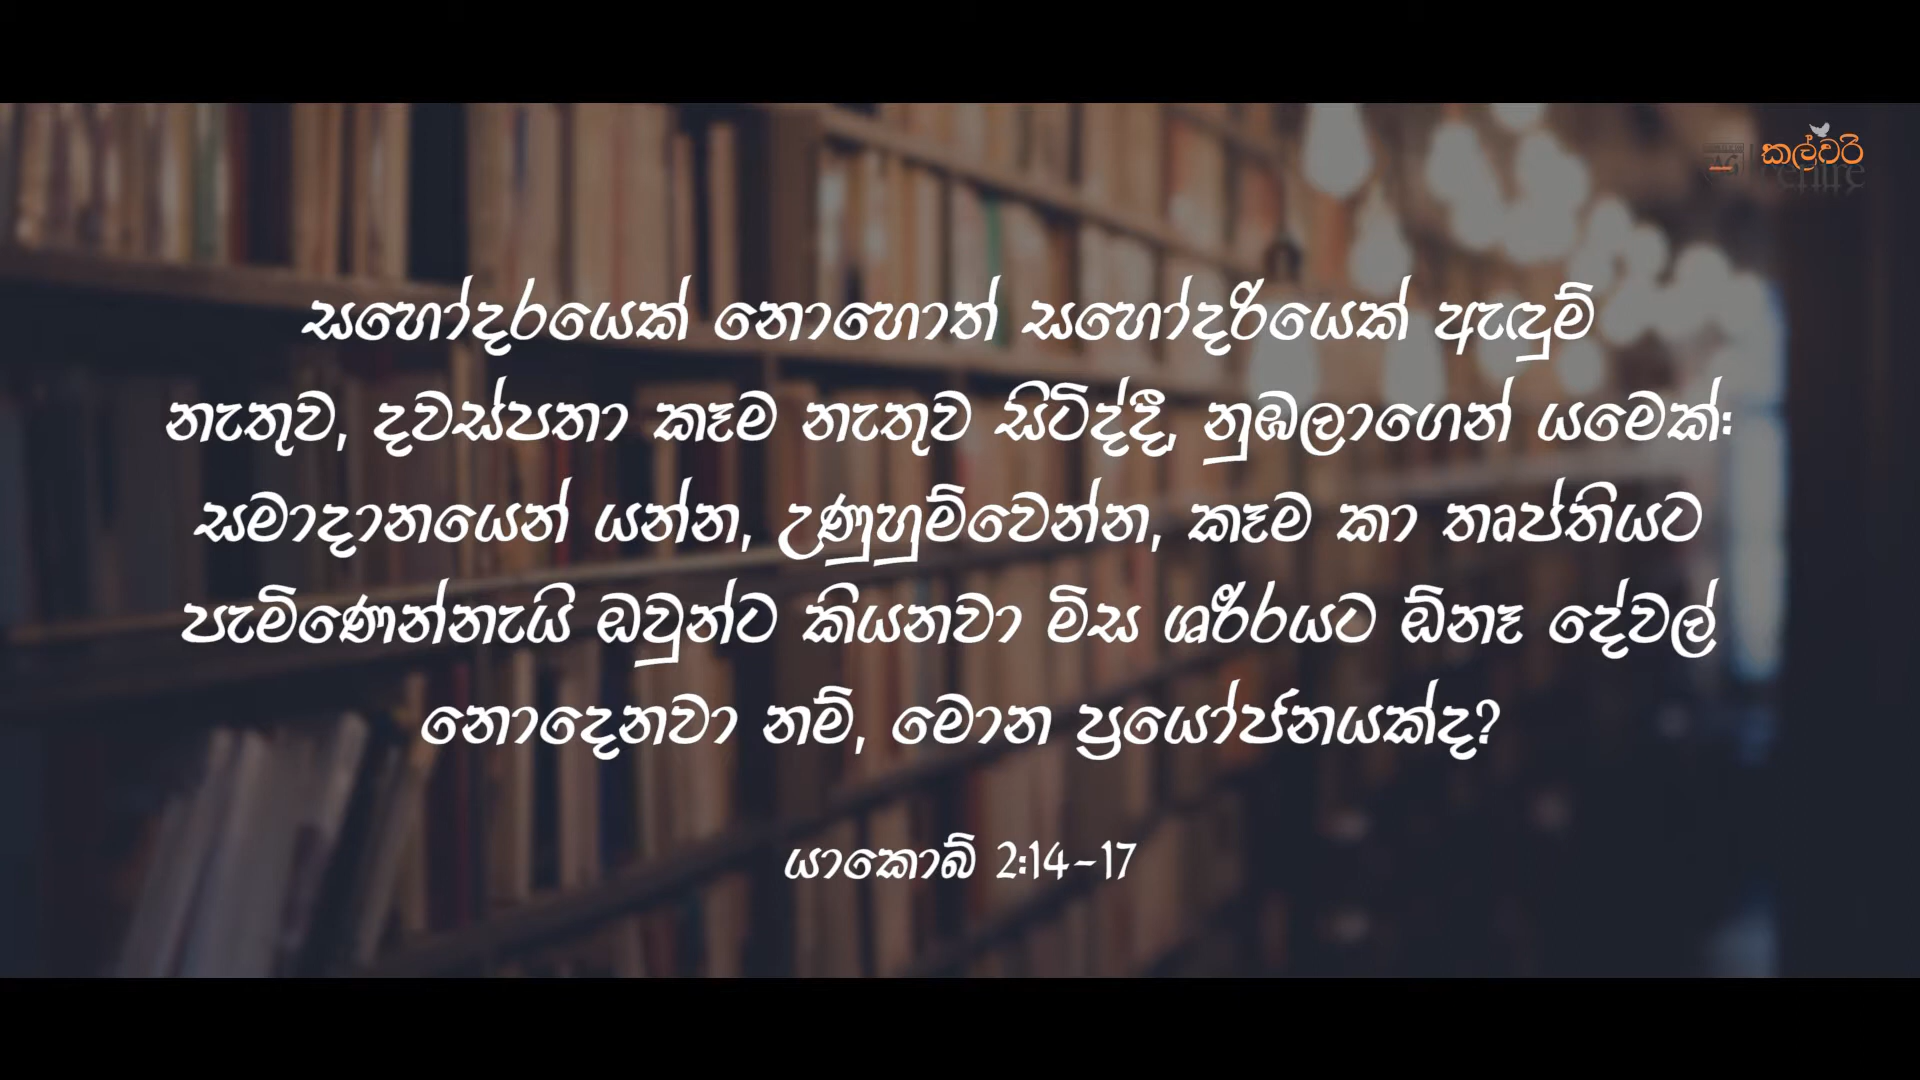 කල්වරි
සහෝදරයෙක් නොහොත් සහෝදරියෙක් ඇඳුම්
නැතුව, දවස්පතා කෑම නැතුව සිටිද්දී, නුඹලාගෙන් යමෙක්:
සමාදානයෙන් යන්න, උණුහුම්වෙන්න, කෑම කා තෘප්තියට
පැමිණෙන්නැයි ඔවුන්ට කියනවා මිස ශරීරයට ඕනෑ දේවල්
නොදෙනවා නම්, මොන ප්‍රයෝජනයක්ද?
යාකොබ් 2:14-17